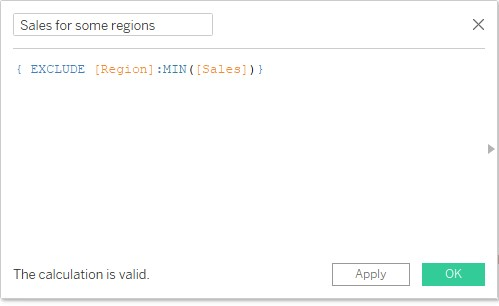 Sales for some regions
{ EXCLUDE [Region]:MIN([Sales])}
The calculation is valid.
Apply
OK